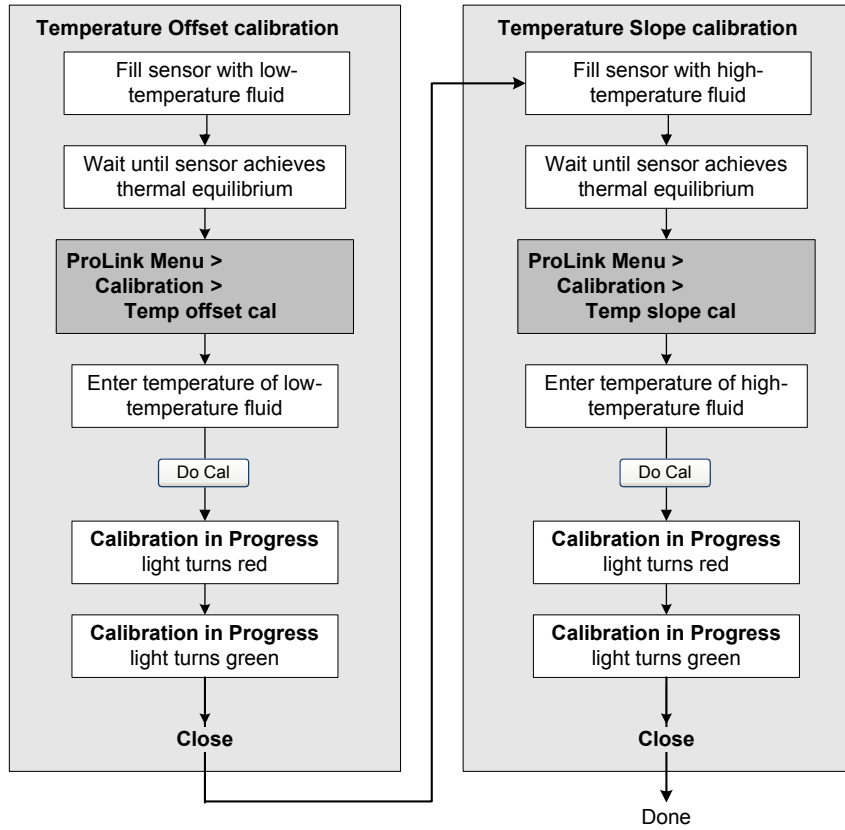 Temperature Offset calibration
Fill sensor with low-
temperature fluid
Wait until sensor achieves
thermal equilibrium
ProLink Menu >
Calibration >
Temp offset cal
Enter temperature of low-
temperature fluid
Do Cal
Calibration in Progress
light turns red
Calibration in Progress
light turns green
Close
Temperature Slope calibration
Fill sensor with high-
temperature fluid
Wait until sensor achieves
thermal equilibrium
ProLink Menu >
Calibration >
Temp slope cal
Enter temperature of high-
temperature fluid
Do Cal
Calibration in Progress
light turns red
Calibration in Progress
light turns green
Close
Done